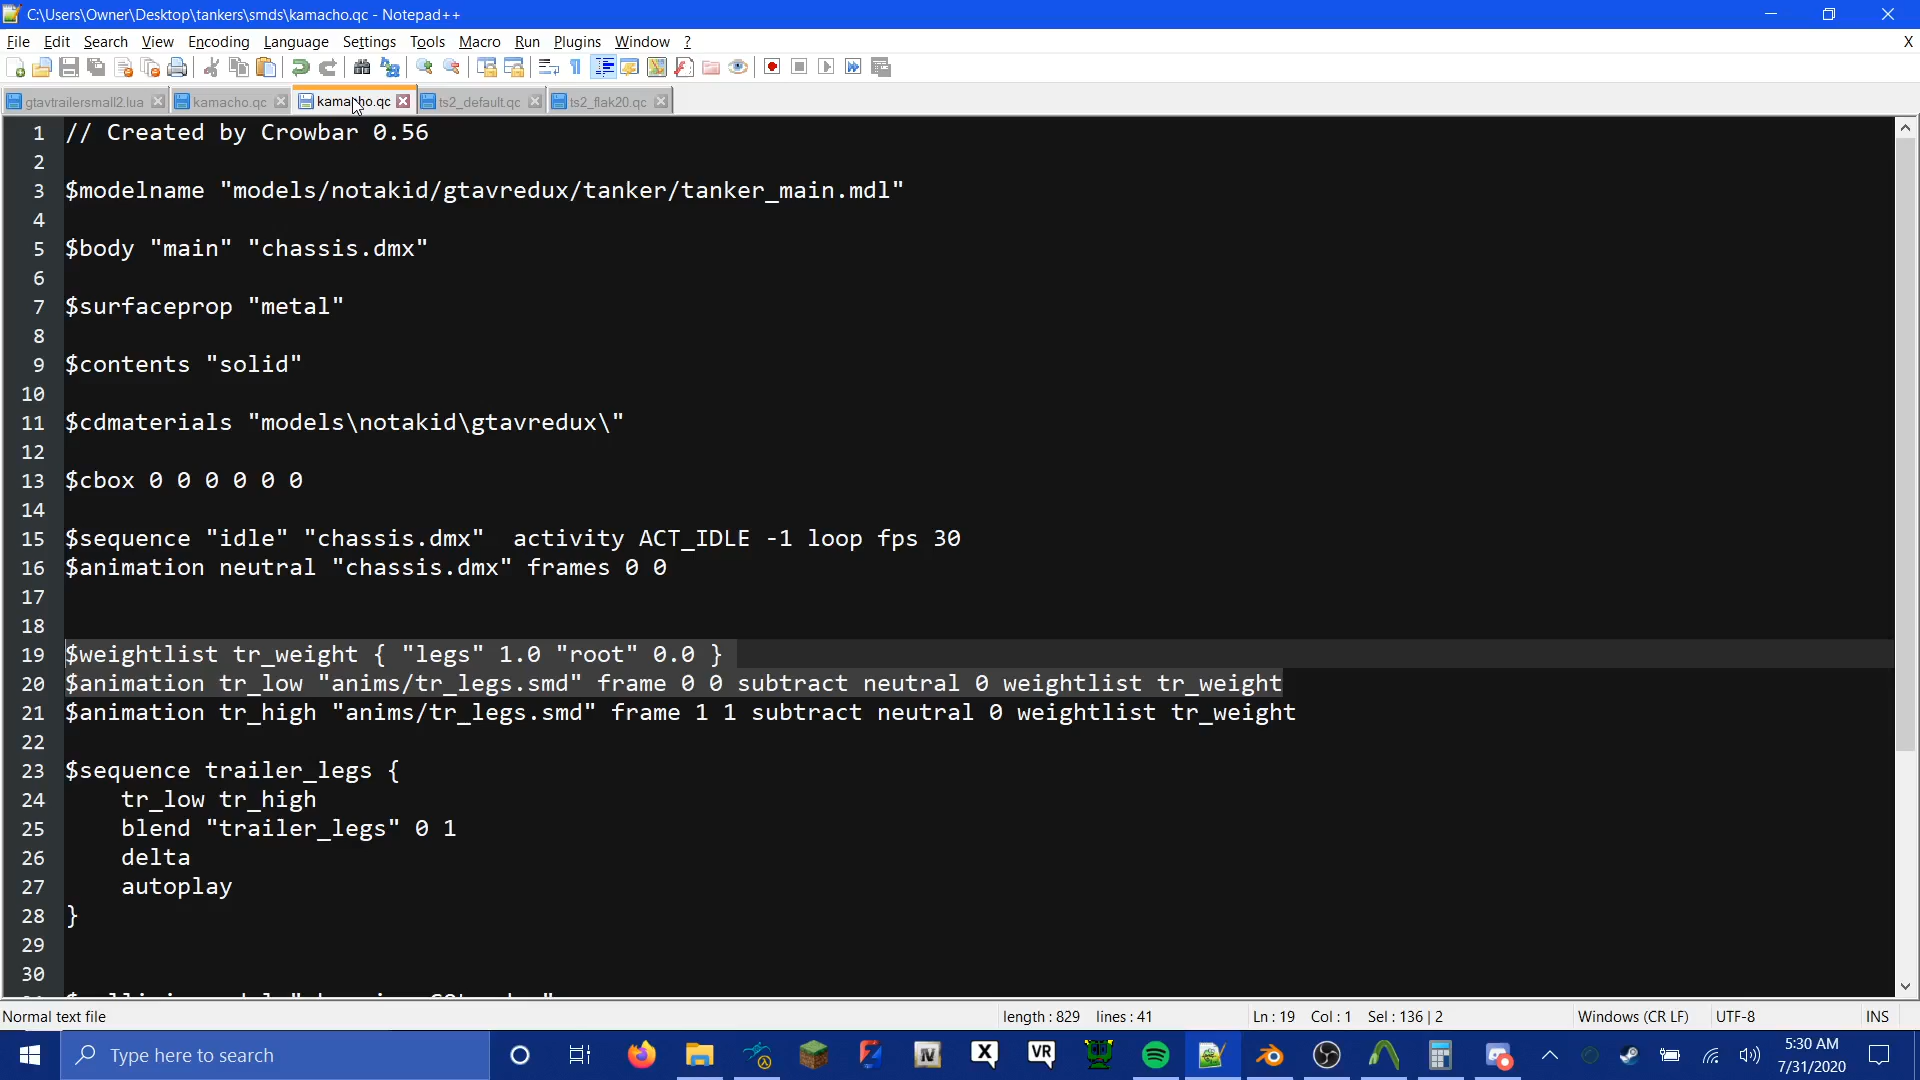 C:\Users\Owner\Desktop\tankers\smds\kamacho.qc - Notepad++
File Edit Search View Encoding Language Settings Tools Macro Run Plugins Window ? X
gtavtrailersmall2.lua kamacho.qc kamacho.qc ts2_default.qc ts2_flak20.qc
1 // Created by Crowbar 0.56
2
3 $modelname "models/notakid/gtavredux/tanker/tanker_main.mdl"
4
5 $body "main" "chassis.dmx"
6
7 $surfaceprop "metal"
8
9 $contents "solid"
10
11 $cdmaterials "models\notakid\gtavredux\"
12
13 $cbox 0 0 0 0 0 0
14
15 $sequence "idle" "chassis.dmx"  activity ACT_IDLE -1 loop fps 30
16 $animation neutral "chassis.dmx" frames 0 0
17
18
19 $weightlist tr_weight { "legs" 1.0 "root" 0.0 }
20 $animation tr_low "anims/tr_legs.smd" frame 0 0 subtract neutral 0 weightlist tr_weight
21 $animation tr_high "anims/tr_legs.smd" frame 1 1 subtract neutral 0 weightlist tr_weight
22
23 $sequence trailer_legs {
24     tr_low tr_high
25     blend "trailer_legs" 0 1
26     delta
27     autoplay
28 }
29
30
Normal text file length : 829 lines : 41 Ln : 19 Col : 1 Sel : 136 | 2 Windows (CR LF) UTF-8 INS
Type here to search IV X VR 5:30 AM
7/31/2020